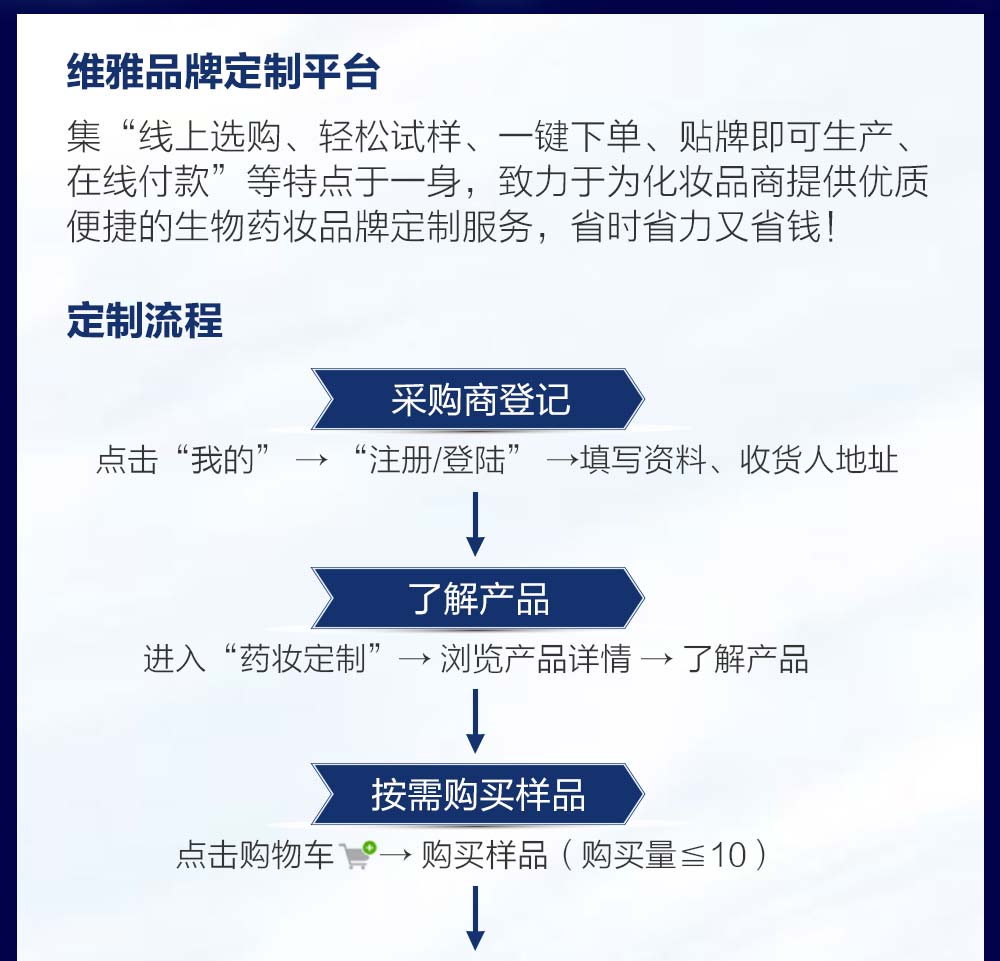 维雅品牌定制平台
集“线上选购、轻松试样、一键下单、贴牌即可生产、
在线付款”等特点于一身，致力于为化妆品商提供优质
便捷的生物药妆品牌定制服务，省时省力又省钱！
定制流程
采购商登记
点击“我的” → “注册/登陆” →填写资料、收货人地址
了解产品
进入“药妆定制”→ 浏览产品详情 → 了解产品
按需购买样品
点击购物车→ 购买样品（购买量≦10）